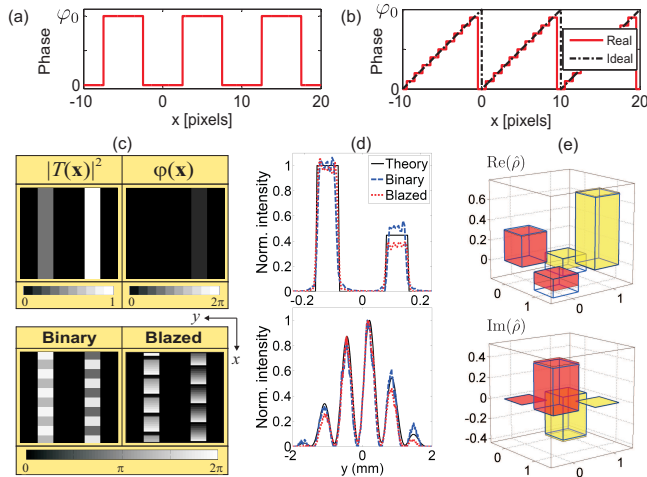 (a)
φ₀
Phase
0
-10 0 10 20
x [pixels]
(b)
φ₀
Phase
0
-10 0 10 20
x [pixels]
Real
Ideal
(c)
|T(x)|² φ(x)
0 1 0 2π
Binary Blazed
y
x
0 π 2π
(d)
Norm. intensity
1
0.8
0.6
0.4
0.2
0
-0.2 0 0.2
Theory
Binary
Blazed
Norm. intensity
1
0.8
0.6
0.4
0.2
0
-2 -1 0 1 2
y (mm)
(e)
Re(ρ̂)
0.6
0.4
0.2
0
0 1 0 1
Im(ρ̂)
0.4
0.2
0
-0.2
-0.4
0 1 0 1